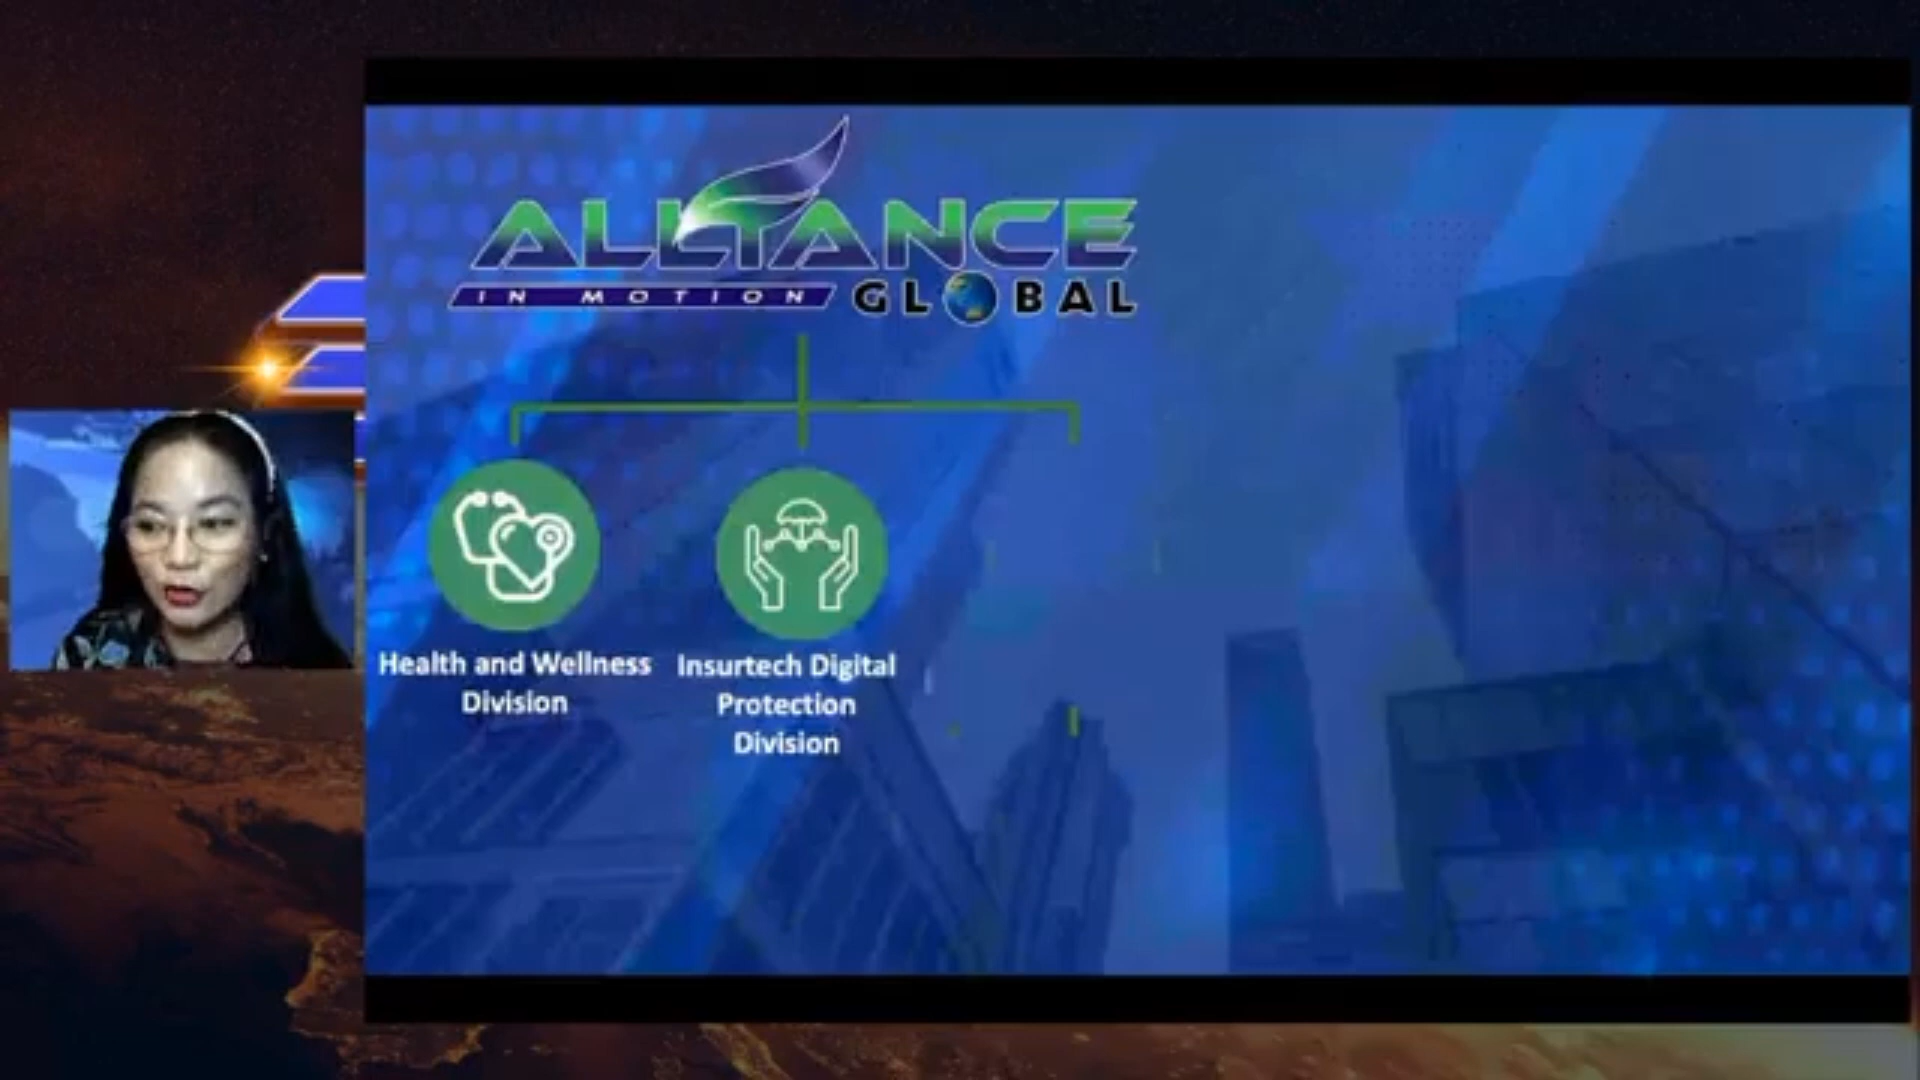 ALLIANCE
IN MOTION GLOBAL
Health and Wellness
Division
Insurtech Digital
Protection
Division